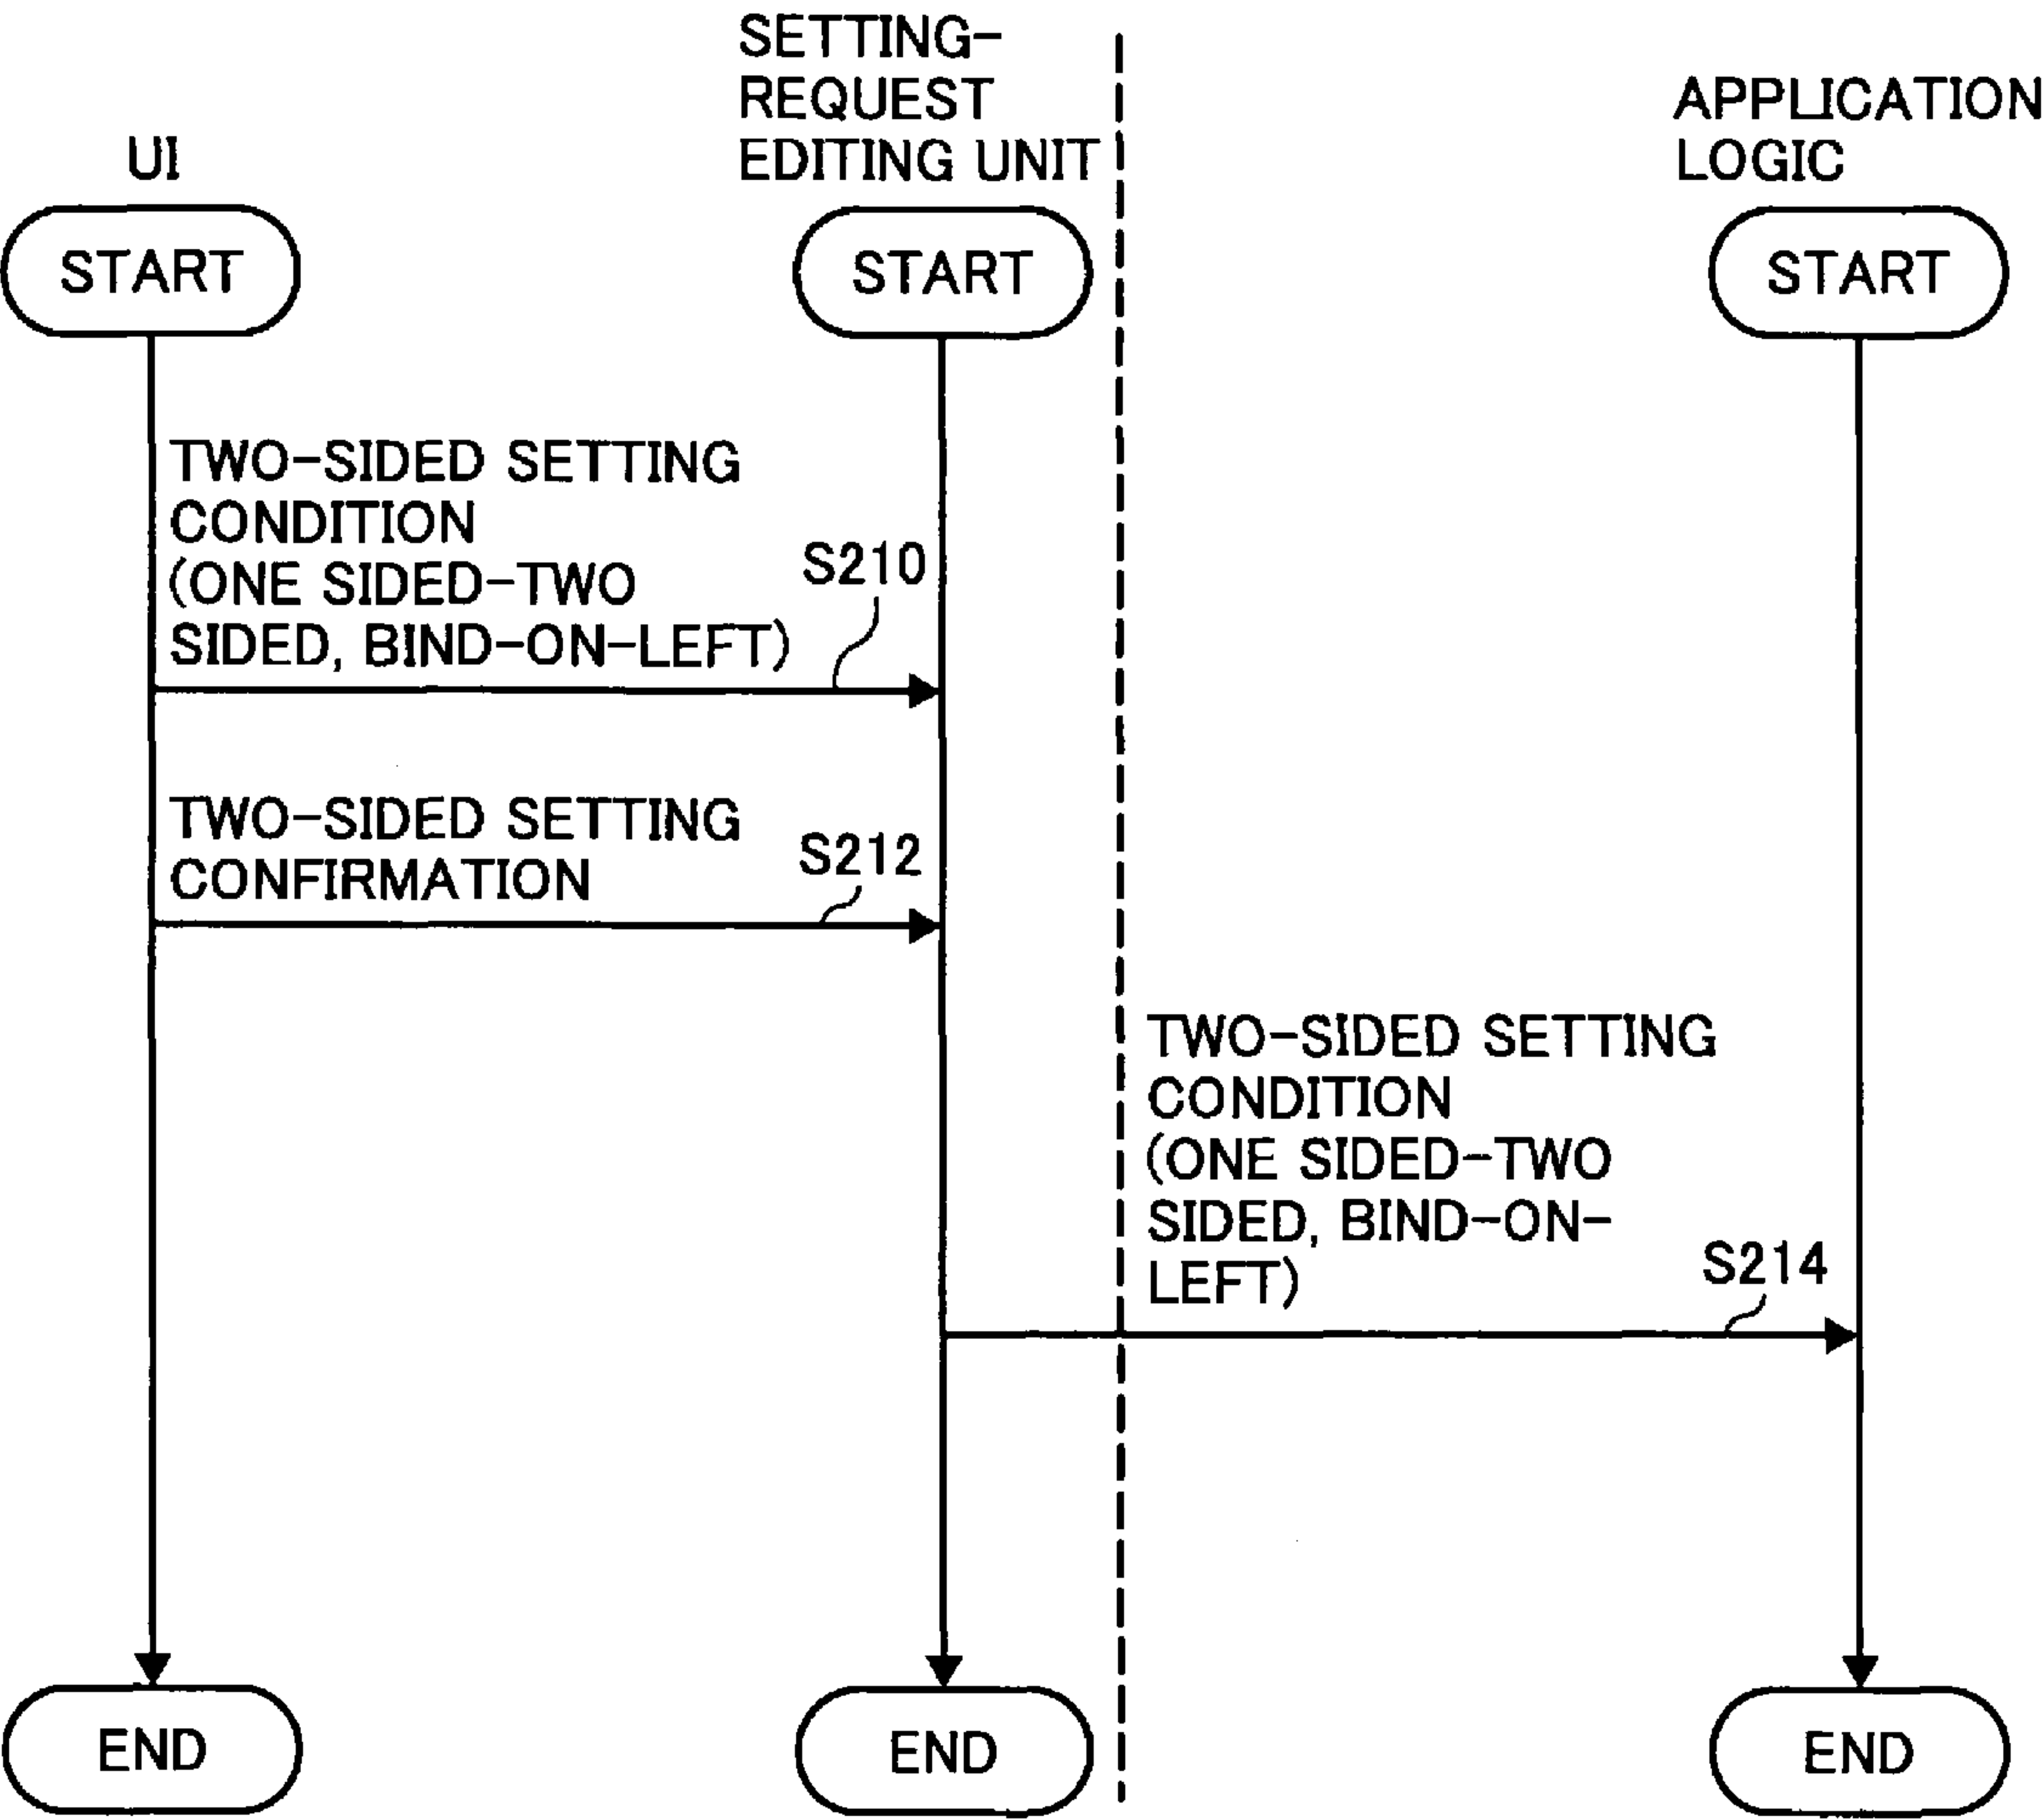 UI
SETTING-
REQUEST
EDITING UNIT
APPLICATION
LOGIC
START
START
START
TWO-SIDED SETTING
CONDITION
(ONE SIDED-TWO
SIDED, BIND-ON-LEFT)
S210
TWO-SIDED SETTING
CONFIRMATION
S212
TWO-SIDED SETTING
CONDITION
(ONE SIDED-TWO
SIDED, BIND-ON-
LEFT)
S214
END
END
END